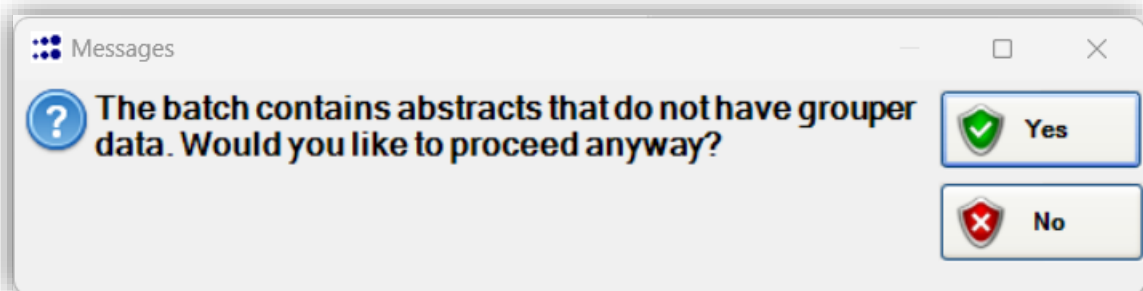 Messages
The batch contains abstracts that do not have grouper
data. Would you like to proceed anyway?
Yes
No